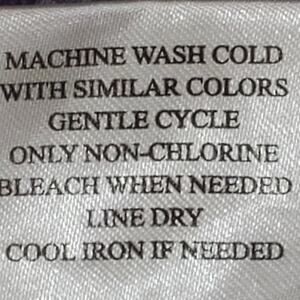 MACHINE WASH COLD
WITH SIMILAR COLORS
GENTLE CYCLE
ONLY NON-CHLORINE
BLEACH WHEN NEEDED
LINE DRY
COOL IRON IF NEEDED